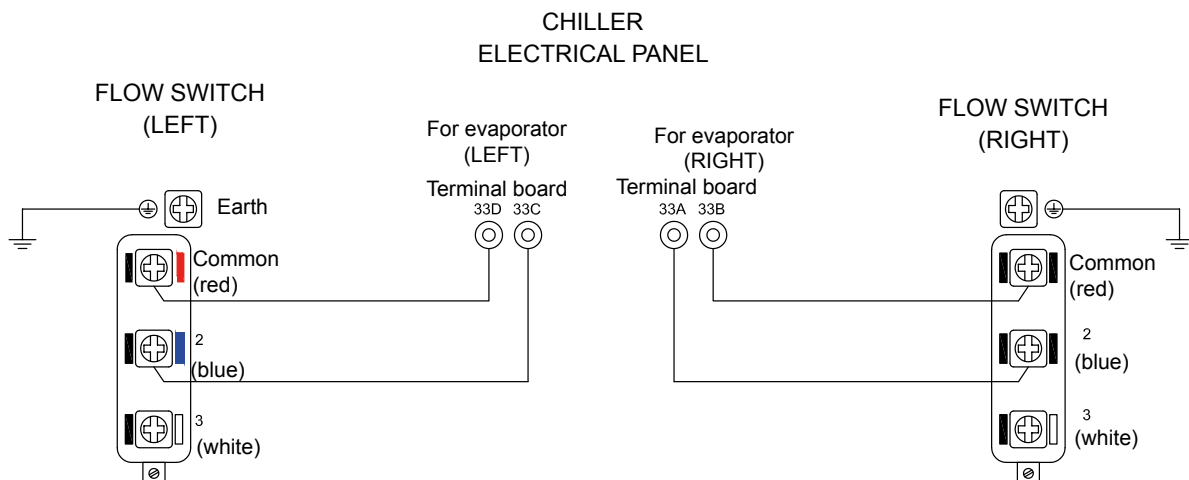 CHILLER
ELECTRICAL PANEL
FLOW SWITCH
(LEFT)
For evaporator
(LEFT)
Terminal board
33D 33C
For evaporator
(RIGHT)
Terminal board
33A 33B
FLOW SWITCH
(RIGHT)
Earth
Common
(red)
2
(blue)
3
(white)
Common
(red)
2
(blue)
3
(white)